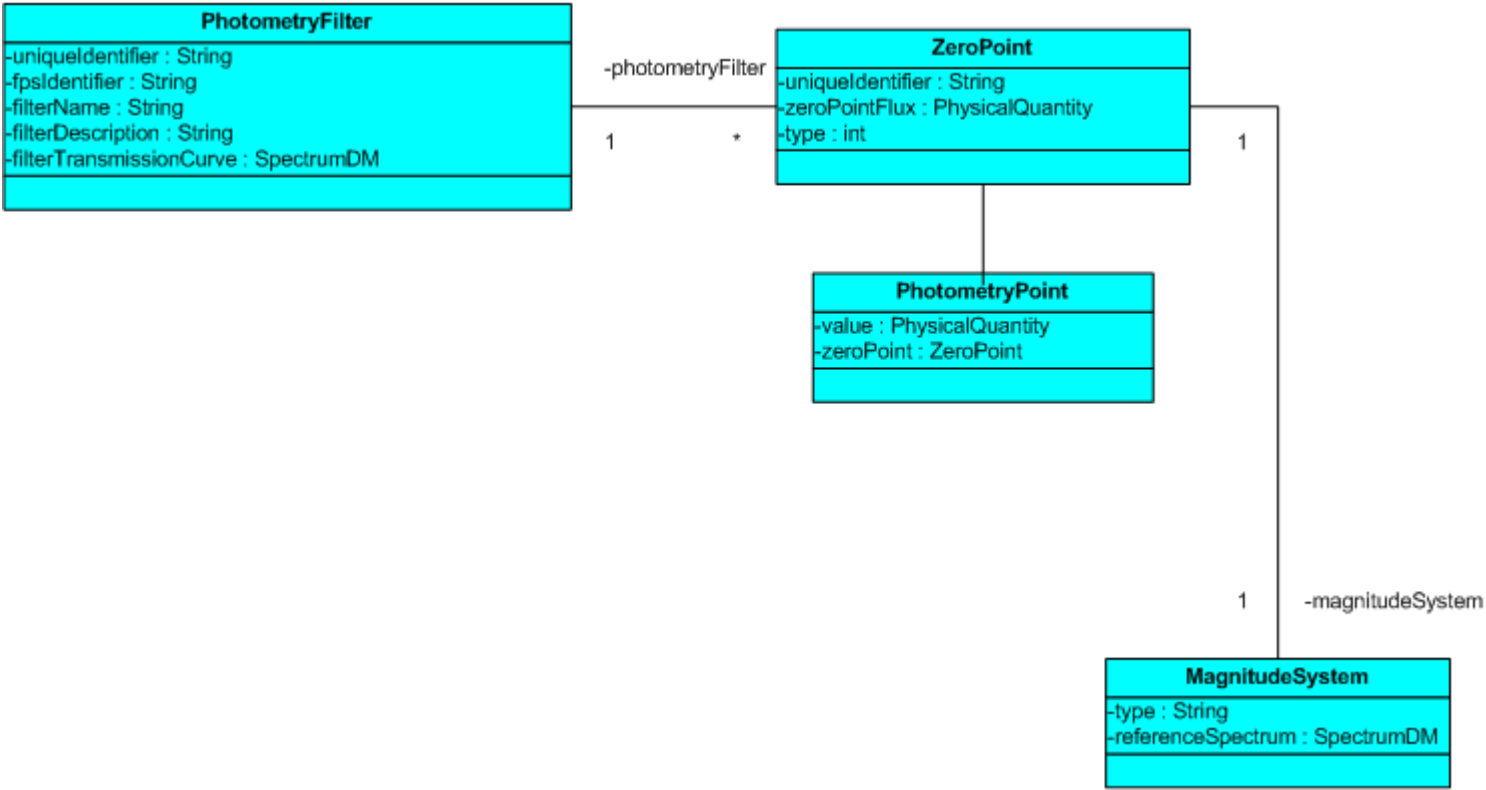 PhotometryFilter
-uniqueIdentifier : String
-fpsIdentifier : String
-filterName : String
-filterDescription : String
-filterTransmissionCurve : SpectrumDM
-photometryFilter
1
*
ZeroPoint
-uniqueIdentifier : String
-zeroPointFlux : PhysicalQuantity
-type : int
1
PhotometryPoint
-value : PhysicalQuantity
-zeroPoint : ZeroPoint
1
-magnitudeSystem
MagnitudeSystem
-type : String
-referenceSpectrum : SpectrumDM